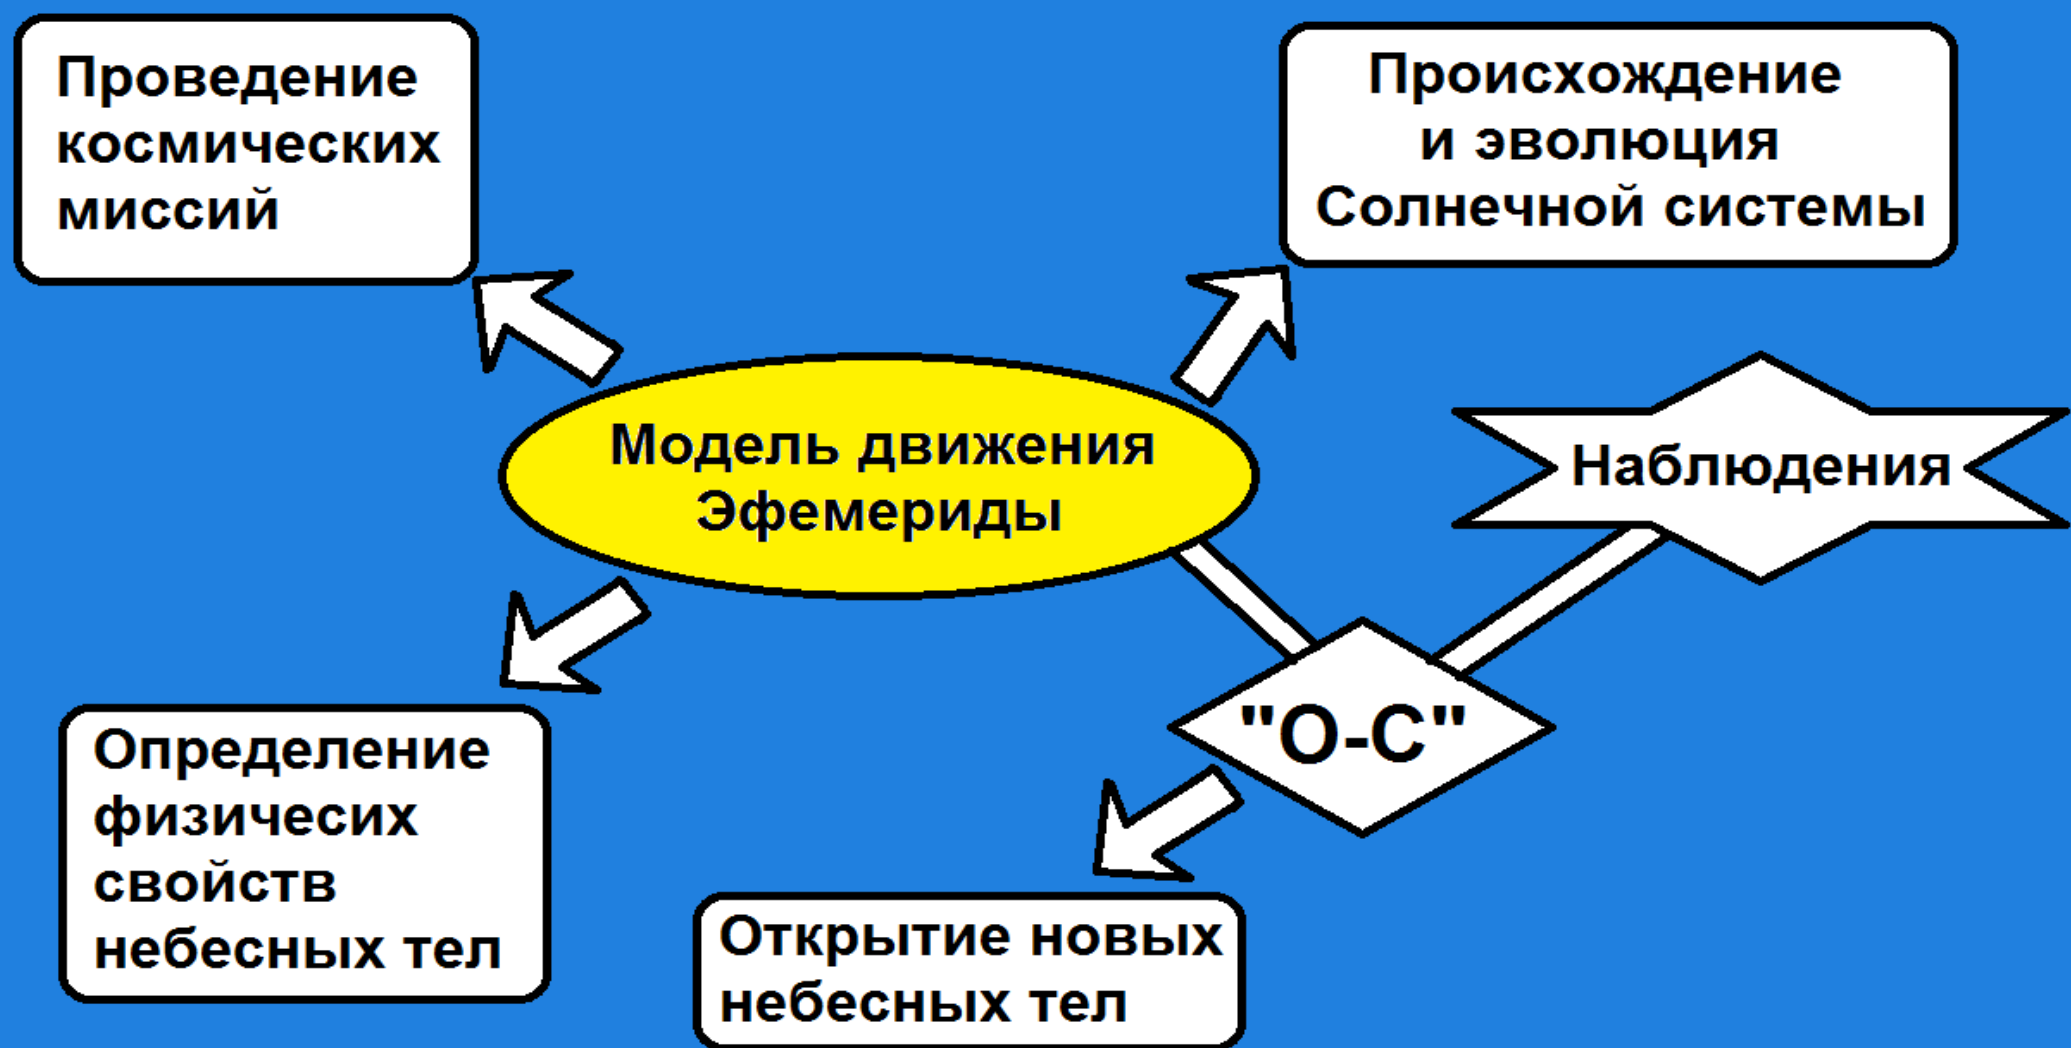 Проведение
космических
миссий
Происхождение
и эволюция
Солнечной системы
Модель движения
Эфемериды
Наблюдения
"О-С"
Определение
физичесих
свойств
небесных тел
Открытие новых
небесных тел